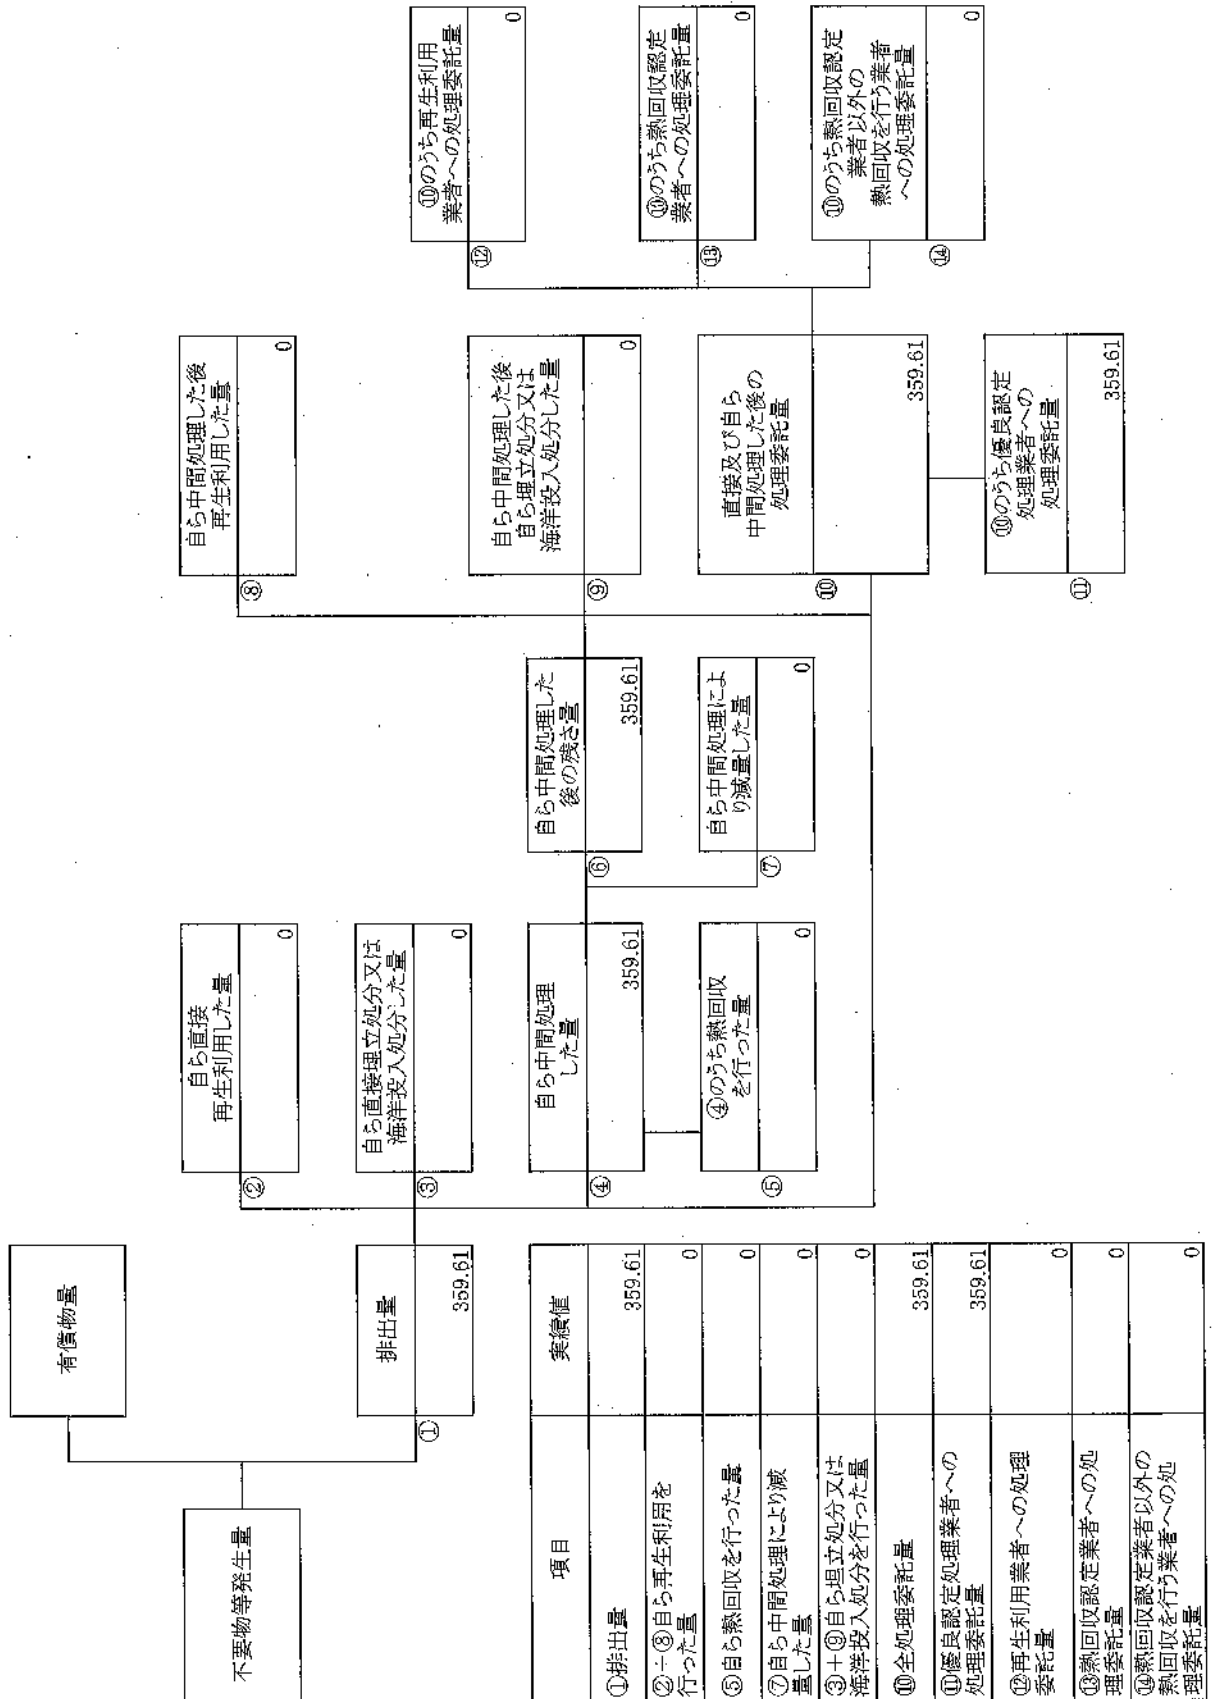 不要物等発生量
有償物量
排出量
①
359.61
自ら直接
再生利用した量
②
0
自ら直接埋立処分又は
海洋投入処分した量
③
0
自ら中間処理
した量
④
359.61
④のうち熱回収
を行った量
⑤
0
自ら中間処理した
後の残さ量
⑥
359.61
自ら中間処理によ
り減量した量
⑦
0
自ら中間処理した後
再生利用した量
⑧
0
自ら中間処理した後
自ら埋立処分又は
海洋投入処分した量
⑨
0
直接及び自ら
中間処理した後の
処理委託量
⑩
359.61
⑩のうち優良認定
処理業者への
処理委託量
⑪
359.61
⑩のうち再生利用
業者への処理委託量
⑫
0
⑩のうち熱回収認定
業者への処理委託量
⑬
0
⑩のうち熱回収認定
業者以外の
熱回収を行う業者
への処理委託量
⑭
0
項目 実績値
①排出量 359.61
②+⑧自ら再生利用を
行った量 0
⑤自ら熱回収を行った量 0
⑦自ら中間処理により減
量した量 0
③+⑨自ら埋立処分又は
海洋投入処分を行った量 0
⑩全処理委託量 359.61
⑪優良認定処理業者への
処理委託量 359.61
⑫再生利用業者への処理
委託量 0
⑬熱回収認定業者への処
理委託量 0
⑭熱回収認定業者以外の
熱回収を行う業者への処
理委託量 0